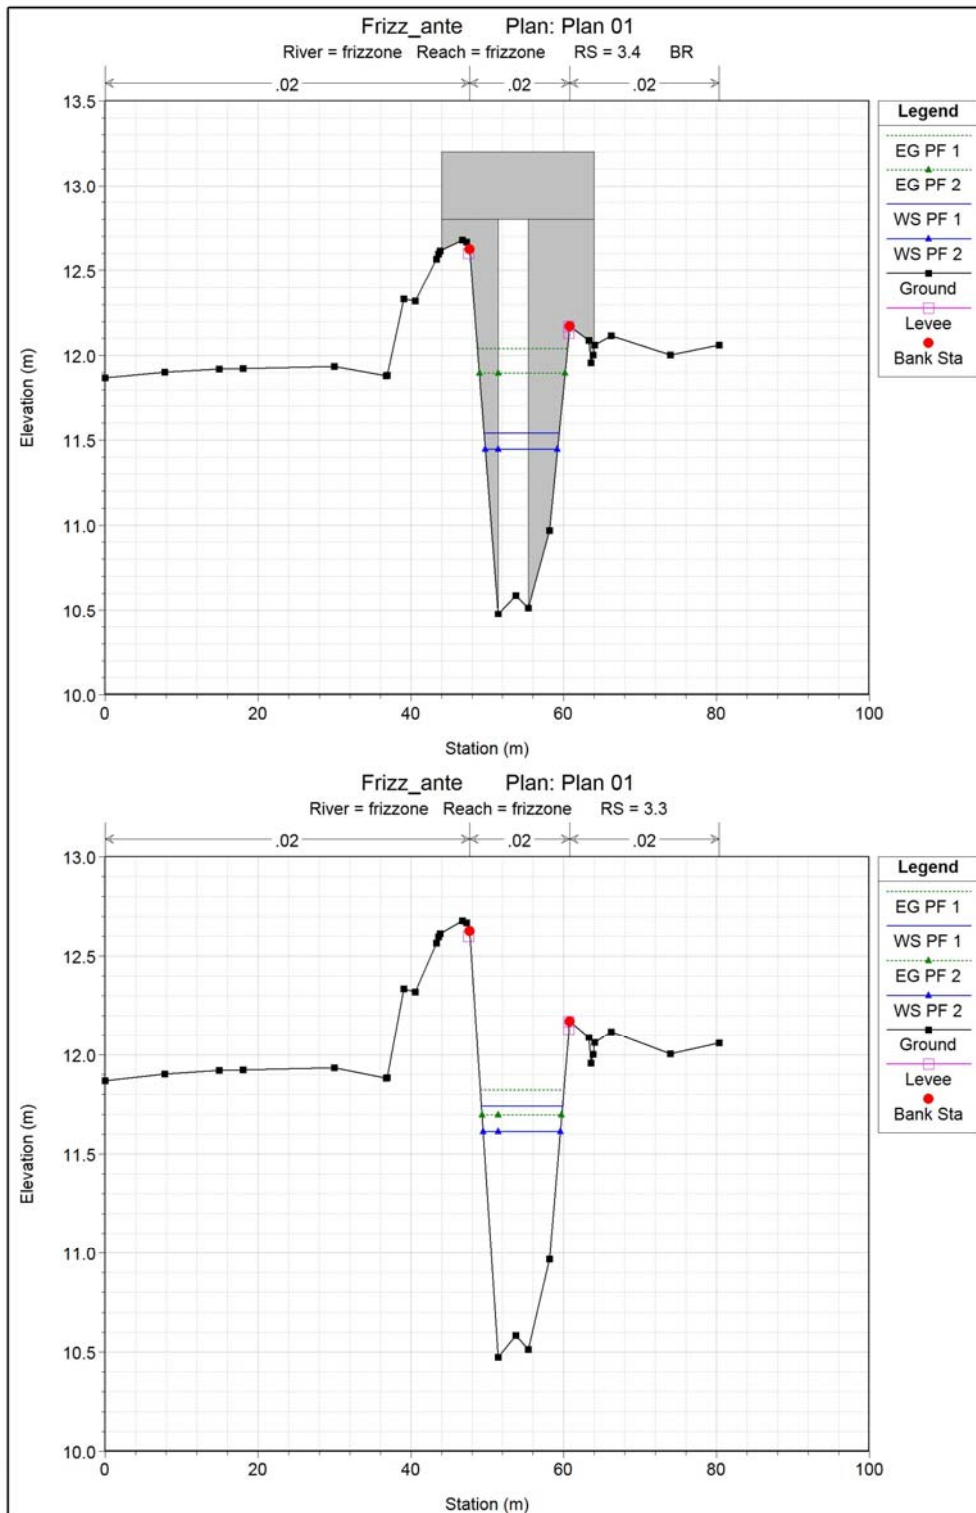 Frizz_ante Plan: Plan 01
River = frizzone Reach = frizzone RS = 3.4 BR
.02 .02 .02
13.5
13.0
12.5
12.0
11.5
11.0
10.5
10.0
Elevation (m)
0 20 40 60 80 100
Station (m)
Legend
EG PF 1
EG PF 2
WS PF 1
WS PF 2
Ground
Levee
Bank Sta
Frizz_ante Plan: Plan 01
River = frizzone Reach = frizzone RS = 3.3
.02 .02 .02
13.0
12.5
12.0
11.5
11.0
10.5
10.0
Elevation (m)
0 20 40 60 80 100
Station (m)
Legend
EG PF 1
WS PF 1
EG PF 2
WS PF 2
Ground
Levee
Bank Sta